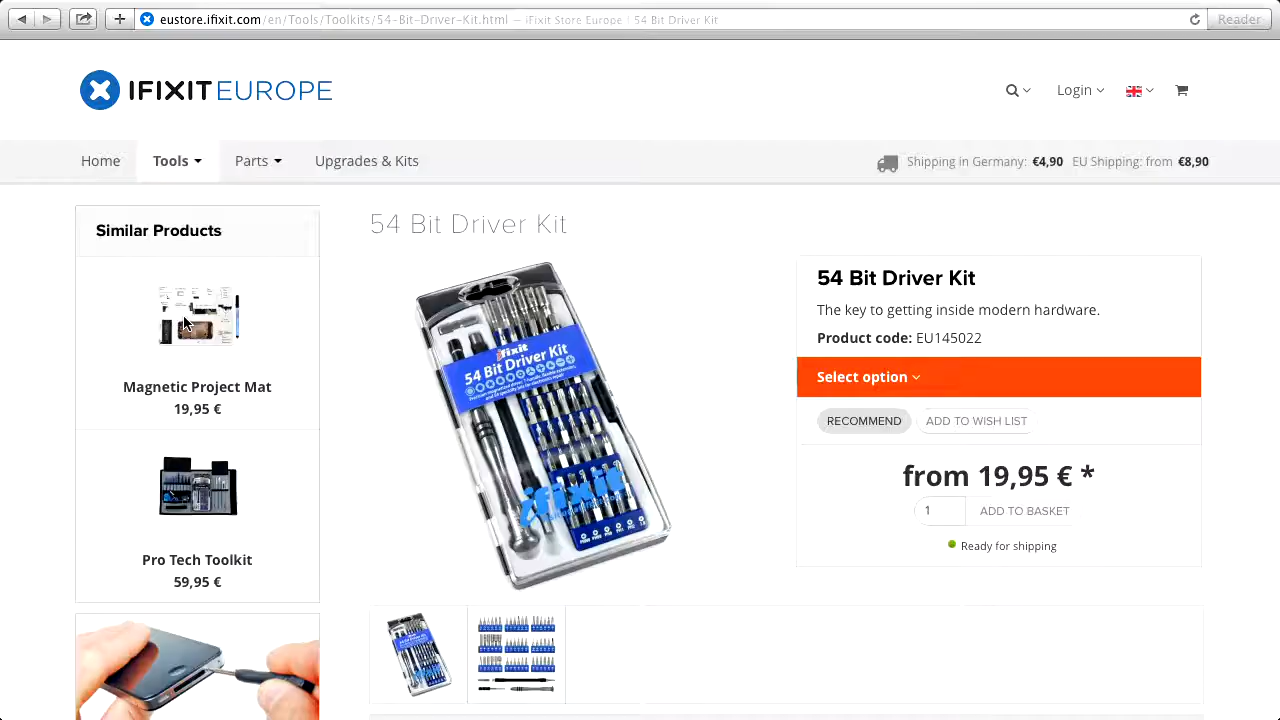 eustore.ifixit.com/en/Tools/Toolkits/54-Bit-Driver-Kit.html — iFixit Store Europe | 54 Bit Driver Kit
Reader
IFIXIT EUROPE
Login
Home
Tools
Parts
Upgrades & Kits
Shipping in Germany: €4,90 EU Shipping: from €8,90
Similar Products
Magnetic Project Mat
19,95 €
Pro Tech Toolkit
59,95 €
54 Bit Driver Kit
ifixit
54 Bit Driver Kit
ifixit
54 Bit Driver Kit
The key to getting inside modern hardware.
Product code: EU145022
Select option
RECOMMEND
ADD TO WISH LIST
from 19,95 € *
1
ADD TO BASKET
Ready for shipping